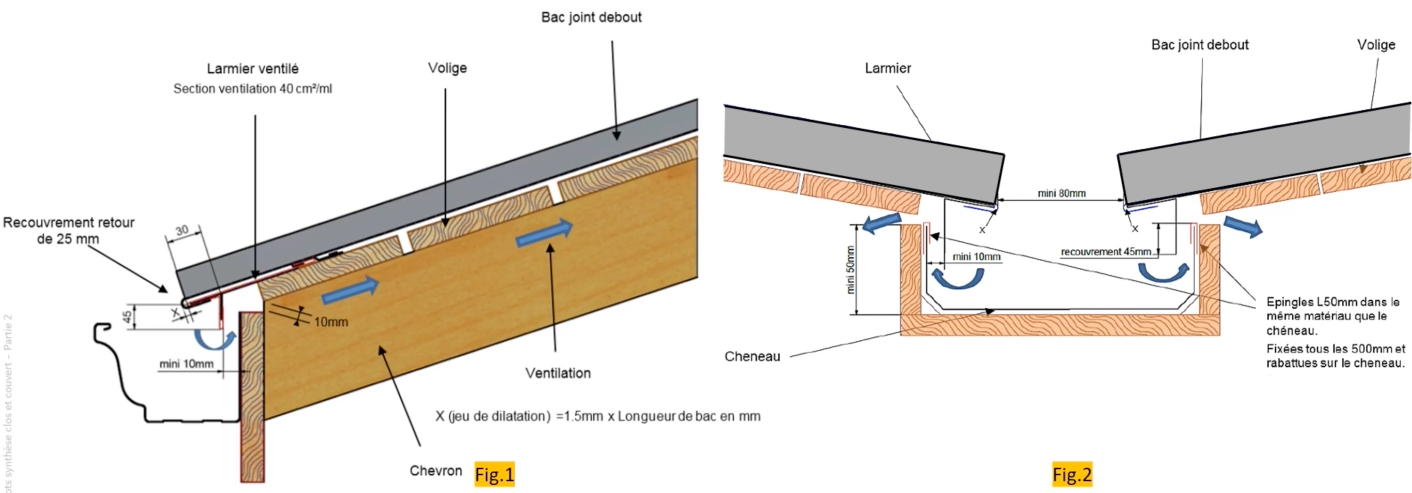 Bac joint debout
Larmier ventilé
Section ventilation 40 cm²/ml
Volige
Recouvrement retour
de 25 mm
30
X
45
10mm
mini 10mm
Ventilation
X (jeu de dilatation) =1.5mm x Longueur de bac en mm
Chevron
Fig.1
Bac joint debout
Volige
Larmier
mini 80mm
X
X
recouvrement 45mm
mini 10mm
mini 50mm
Epingles L50mm dans le
même matériau que le
chéneau.
Fixées tous les 500mm et
rabattues sur le cheneau.
Cheneau
Fig.2
ots synthèse clos et couvert – Partie 2